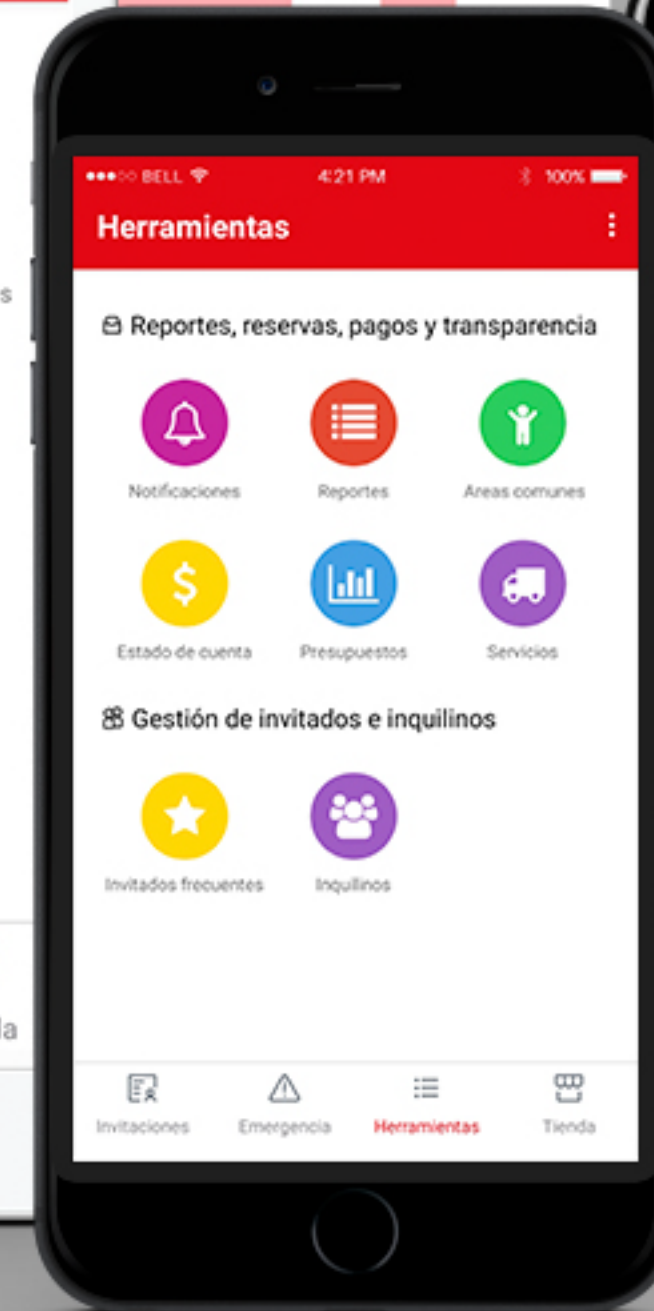 BELL 4:21 PM 100%
Herramientas
Reportes, reservas, pagos y transparencia
Notificaciones Reportes Areas comunes
$
Estado de cuenta Presupuestos Servicios
Gestión de invitados e inquilinos
Invitados frecuentes Inquilinos
Invitaciones Emergencia Herramientas Tienda